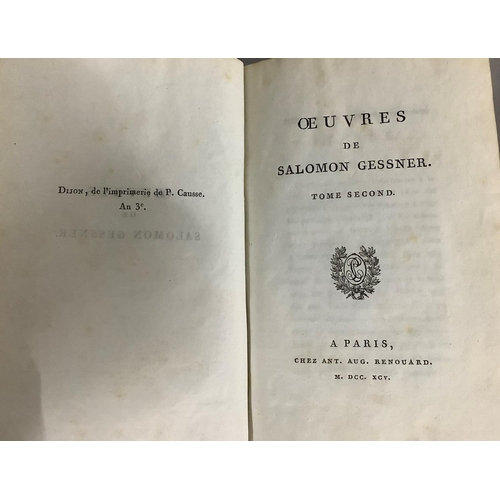 Dijon, de l'imprimerie de P. Causse.
An 3e.
ŒUVRES
DE
SALOMON GESSNER.
TOME SECOND.
A PARIS,
CHEZ ANT. AUG. RENOUARD.
M. DCC. XCV.